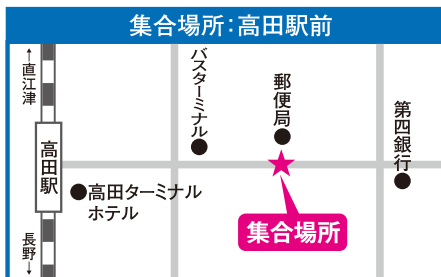 集合場所：高田駅前
←直江津
高田駅
長野→
バスターミナル
郵便局
第四銀行
高田ターミナル
ホテル
集合場所